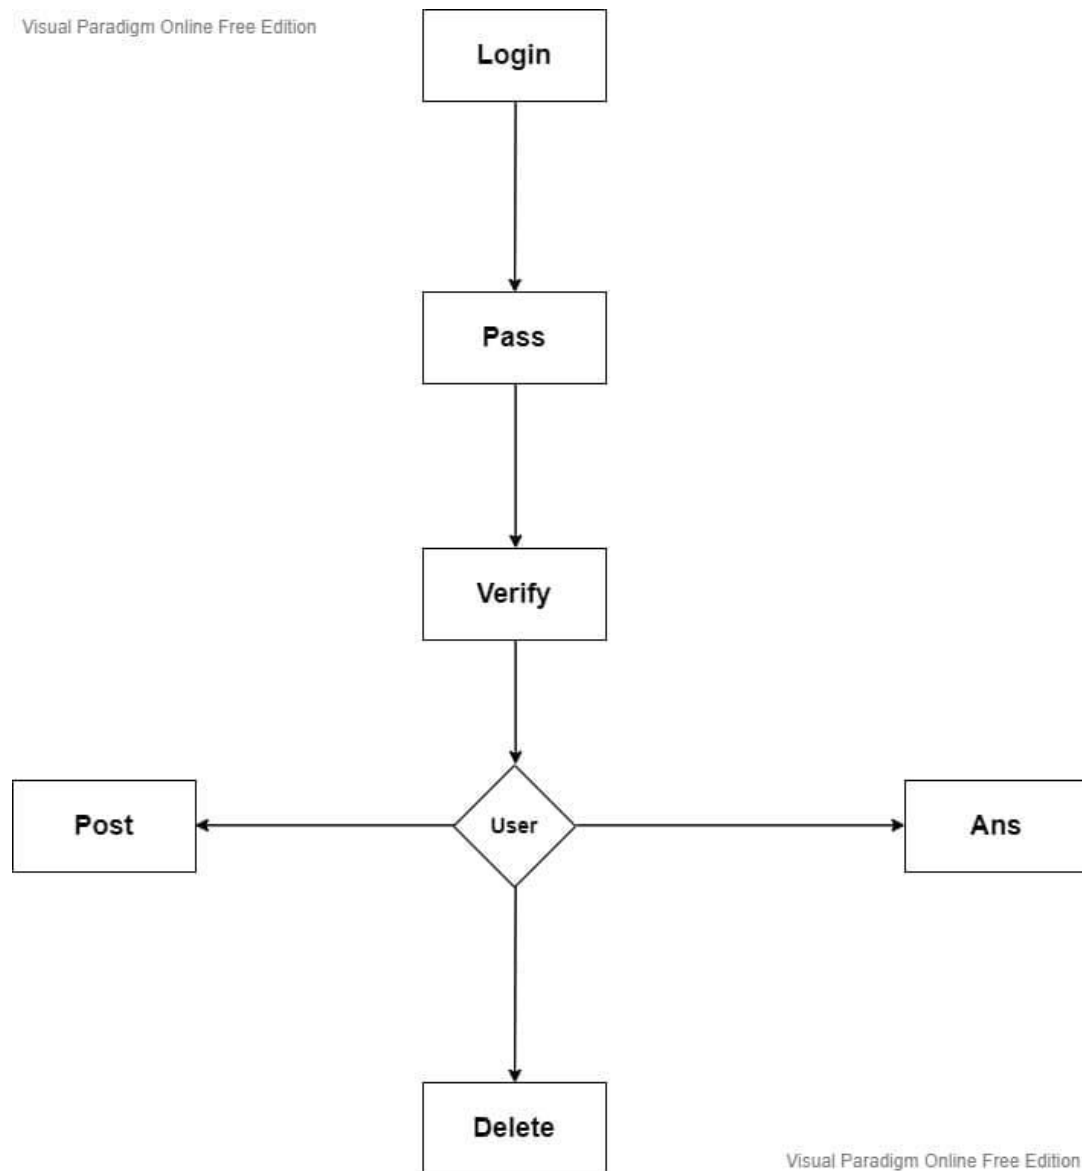 Visual Paradigm Online Free Edition
Login
Pass
Verify
Post
User
Ans
Delete
Visual Paradigm Online Free Edition